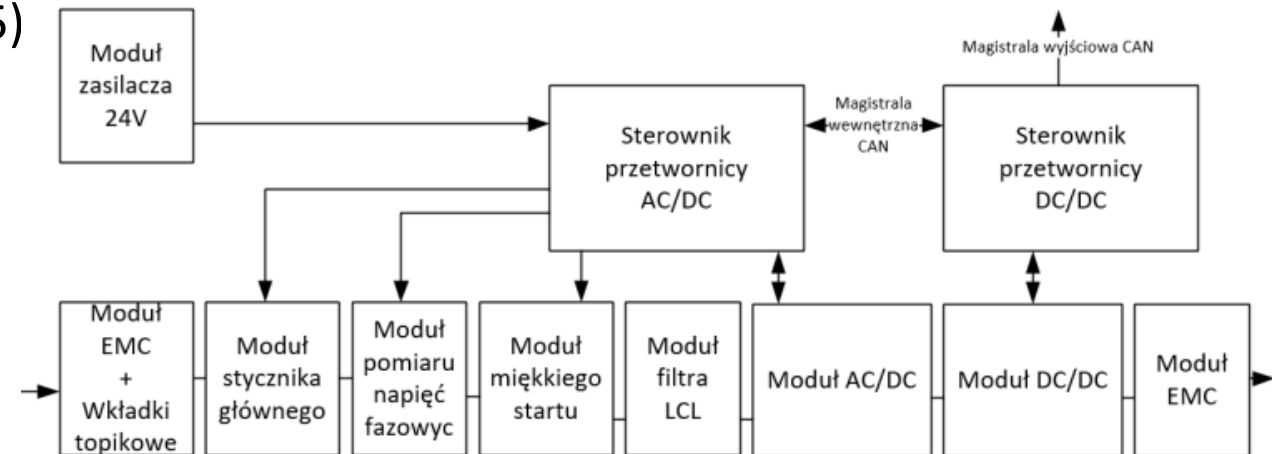 5)
Moduł
zasilacza
24V
Magistrala wyjściowa CAN
Sterownik
przetwornicy
AC/DC
Magistrala
wewnętrzna
CAN
Sterownik
przetwornicy
DC/DC
Moduł
EMC
+
Wkładki
topikowe
Moduł
stycznika
głównego
Moduł
pomiaru
napięć
fazowyc
Moduł
miękkiego
startu
Moduł
filtra
LCL
Moduł AC/DC
Moduł DC/DC
Moduł
EMC